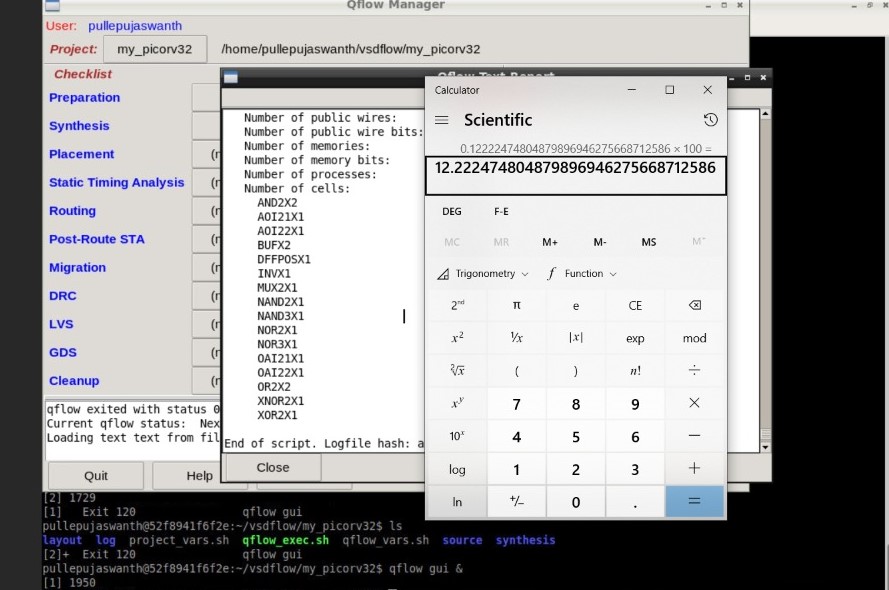 Qflow Manager
User: pullepujaswanth
Project: my_picorv32 /home/pullepujaswanth/vsdflow/my_picorv32
Checklist
Preparation
Synthesis
Placement
Static Timing Analysis
Routing
Post-Route STA
Migration
DRC
LVS
GDS
Cleanup
qflow exited with status 0
Current qflow status: Nex
Loading text text from fil
Quit Help
Qflow Text Report
Number of public wires:
Number of public wire bits:
Number of memories:
Number of memory bits:
Number of processes:
Number of cells:
AND2X2
AOI21X1
AOI22X1
BUFX2
DFFPOSX1
INVX1
MUX2X1
NAND2X1
NAND3X1
NOR2X1
NOR3X1
OAI21X1
OAI22X1
OR2X2
XNOR2X1
XOR2X1
End of script. Logfile hash: a
Close
Calculator
Scientific
0.12222474804879896946275668712586 × 100 =
12.222474804879896946275668712586
DEG F-E
MC MR M+ M- MS M˅
Trigonometry Function
2ⁿᵈ π e CE
x² ¹/x |x| exp mod
²√x ( ) n! ÷
xʸ 7 8 9 ×
10ˣ 4 5 6 −
log 1 2 3 +
ln +/− 0 . =
[2] 1729
[1] Exit 120 qflow gui
pullepujaswanth@52f8941f6f2e:~/vsdflow/my_picorv32$ ls
layout log project_vars.sh qflow_exec.sh qflow_vars.sh source synthesis
[2]+ Exit 120 qflow gui
pullepujaswanth@52f8941f6f2e:~/vsdflow/my_picorv32$ qflow gui &
[1] 1950